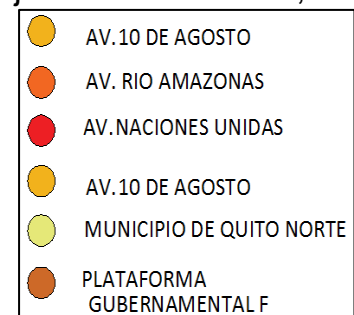 AV.10 DE AGOSTO
AV. RIO AMAZONAS
AV.NACIONES UNIDAS
AV.10 DE AGOSTO
MUNICIPIO DE QUITO NORTE
PLATAFORMA
GUBERNAMENTAL F